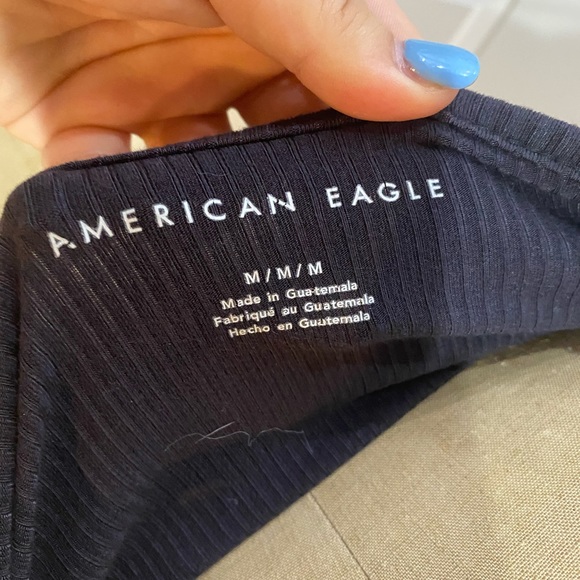 AMERICAN EAGLE
M/M/M
Made in Guatemala
Fabriqué au Guatemala
Hecho en Guatemala